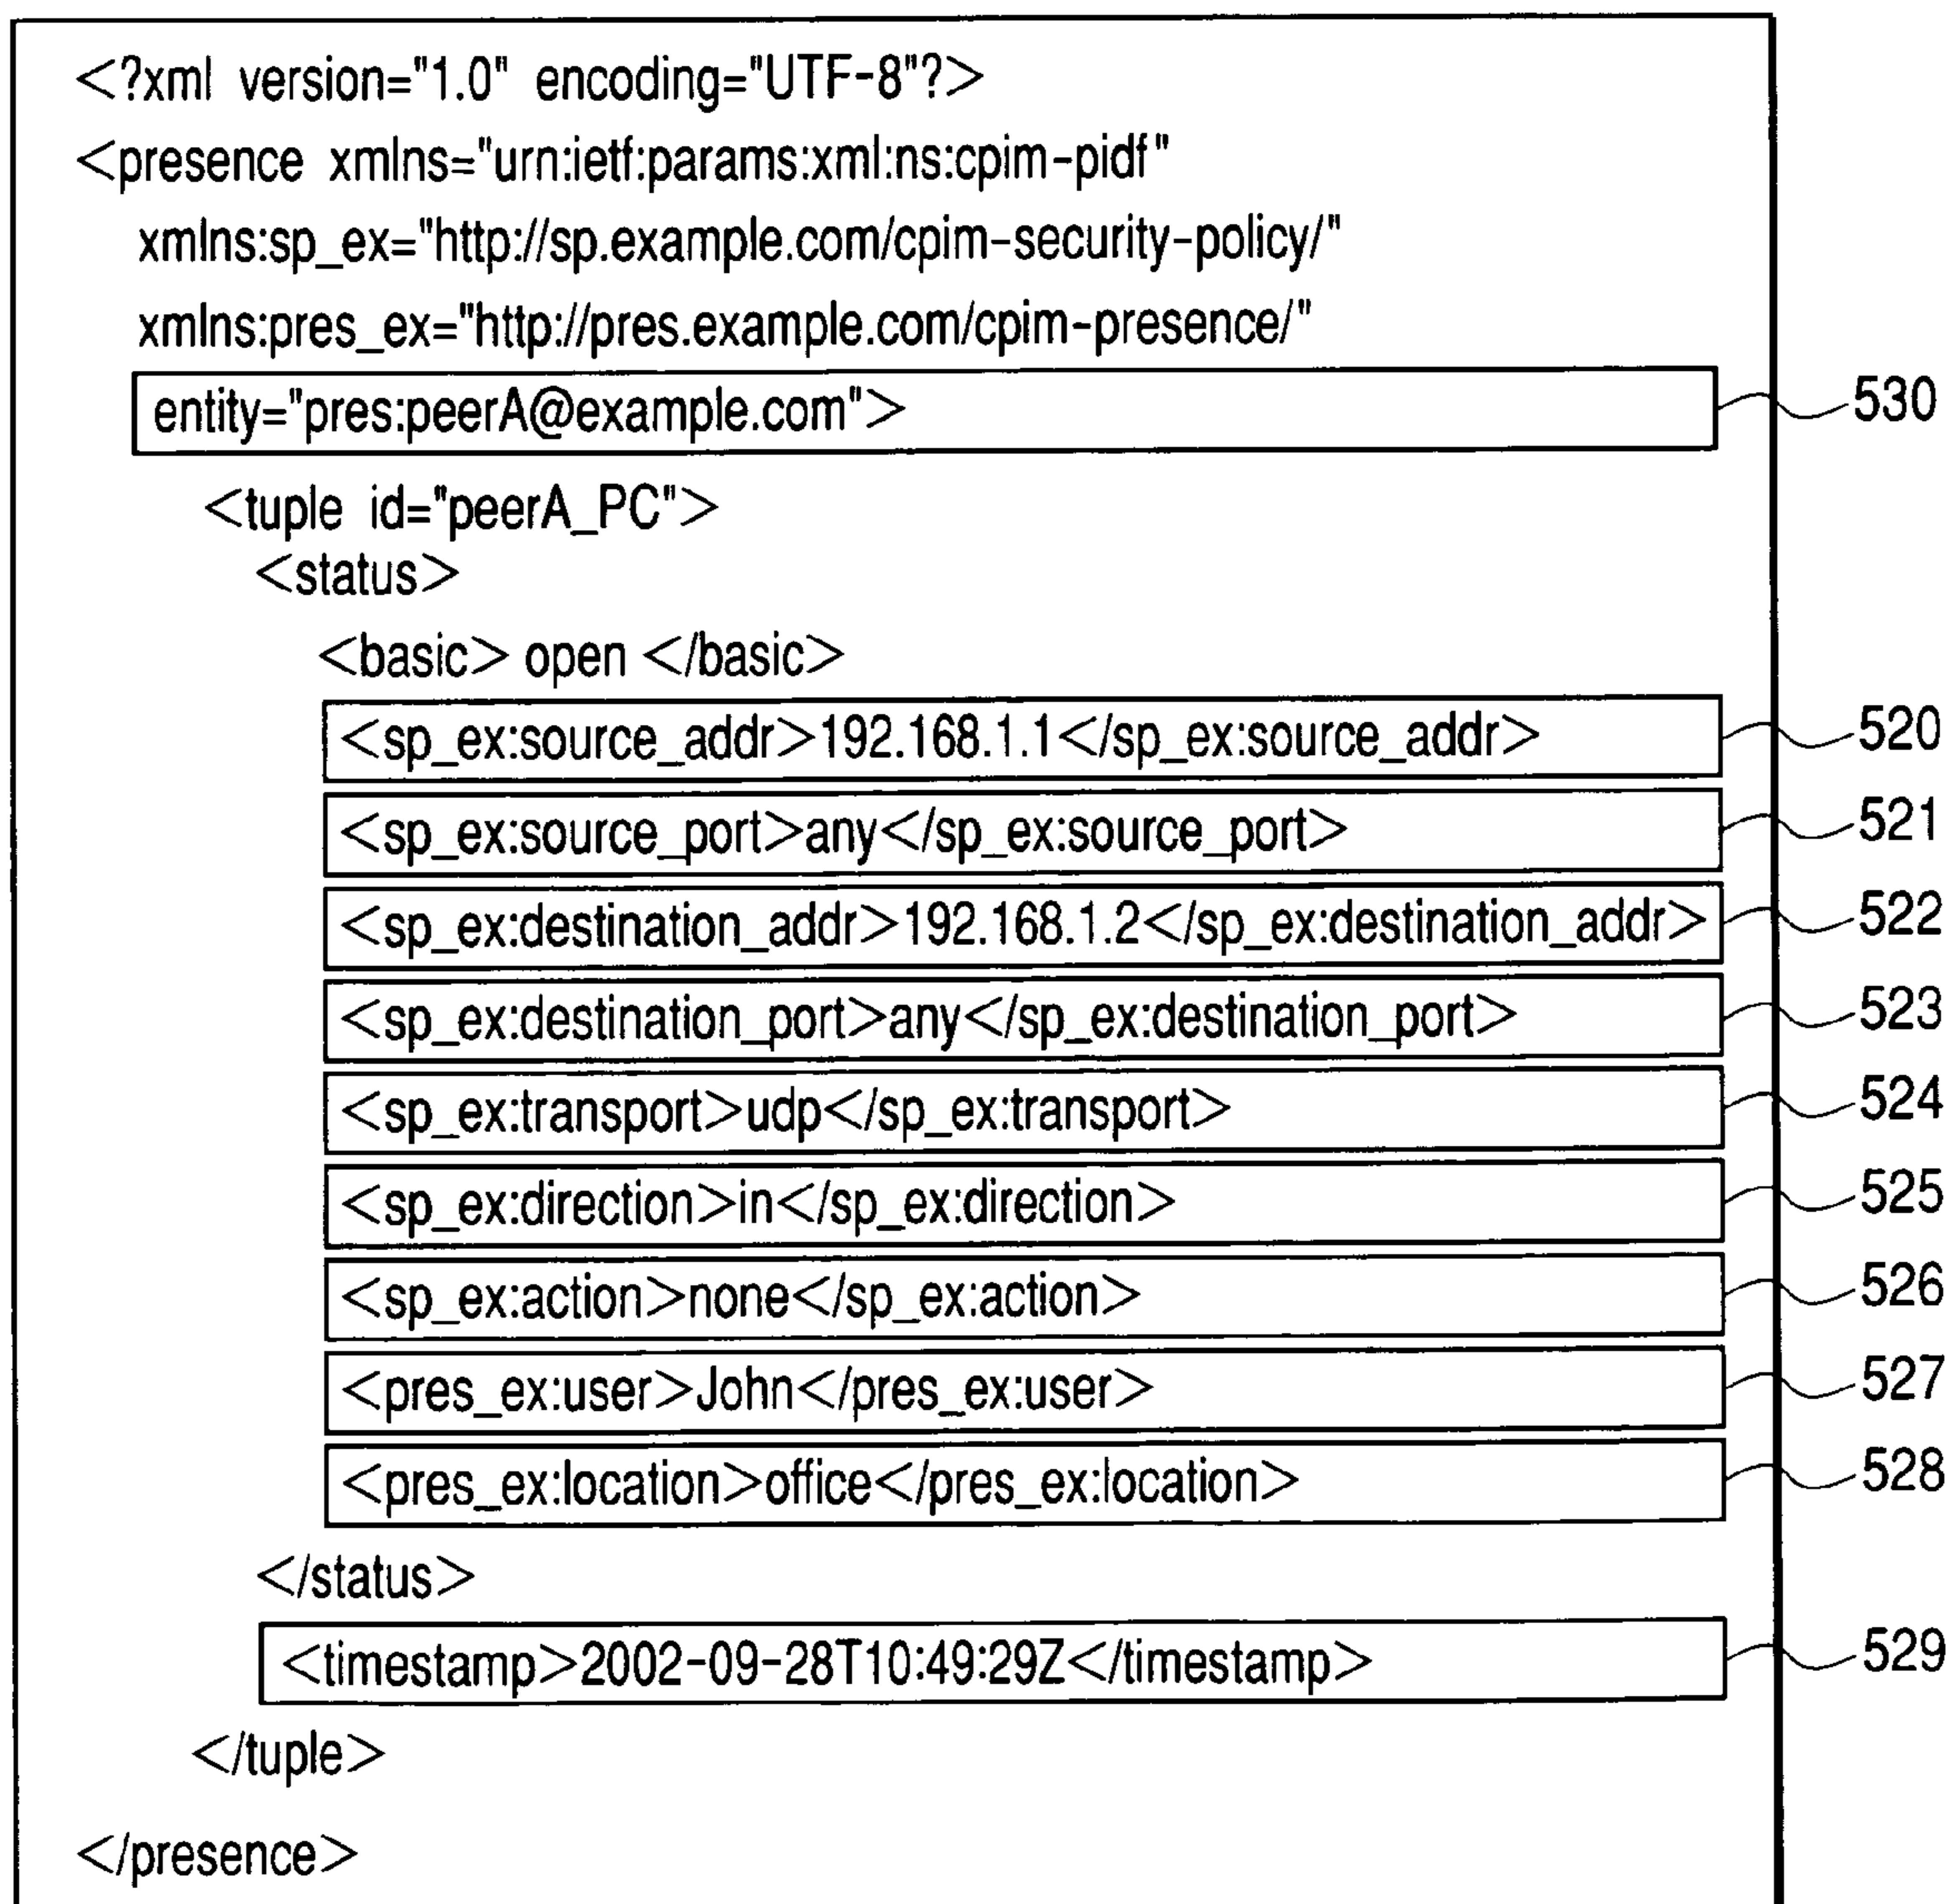 <?xml version="1.0" encoding="UTF-8"?>
<presence xmlns="urn:ietf:params:xml:ns:cpim-pidf"
xmlns:sp_ex="http://sp.example.com/cpim-security-policy/"
xmlns:pres_ex="http://pres.example.com/cpim-presence/"
entity="pres:peerA@example.com"> 530
<tuple id="peerA_PC">
<status>
<basic> open </basic>
<sp_ex:source_addr>192.168.1.1</sp_ex:source_addr> 520
<sp_ex:source_port>any</sp_ex:source_port> 521
<sp_ex:destination_addr>192.168.1.2</sp_ex:destination_addr> 522
<sp_ex:destination_port>any</sp_ex:destination_port> 523
<sp_ex:transport>udp</sp_ex:transport> 524
<sp_ex:direction>in</sp_ex:direction> 525
<sp_ex:action>none</sp_ex:action> 526
<pres_ex:user>John</pres_ex:user> 527
<pres_ex:location>office</pres_ex:location> 528
</status>
<timestamp>2002-09-28T10:49:29Z</timestamp> 529
</tuple>
</presence>